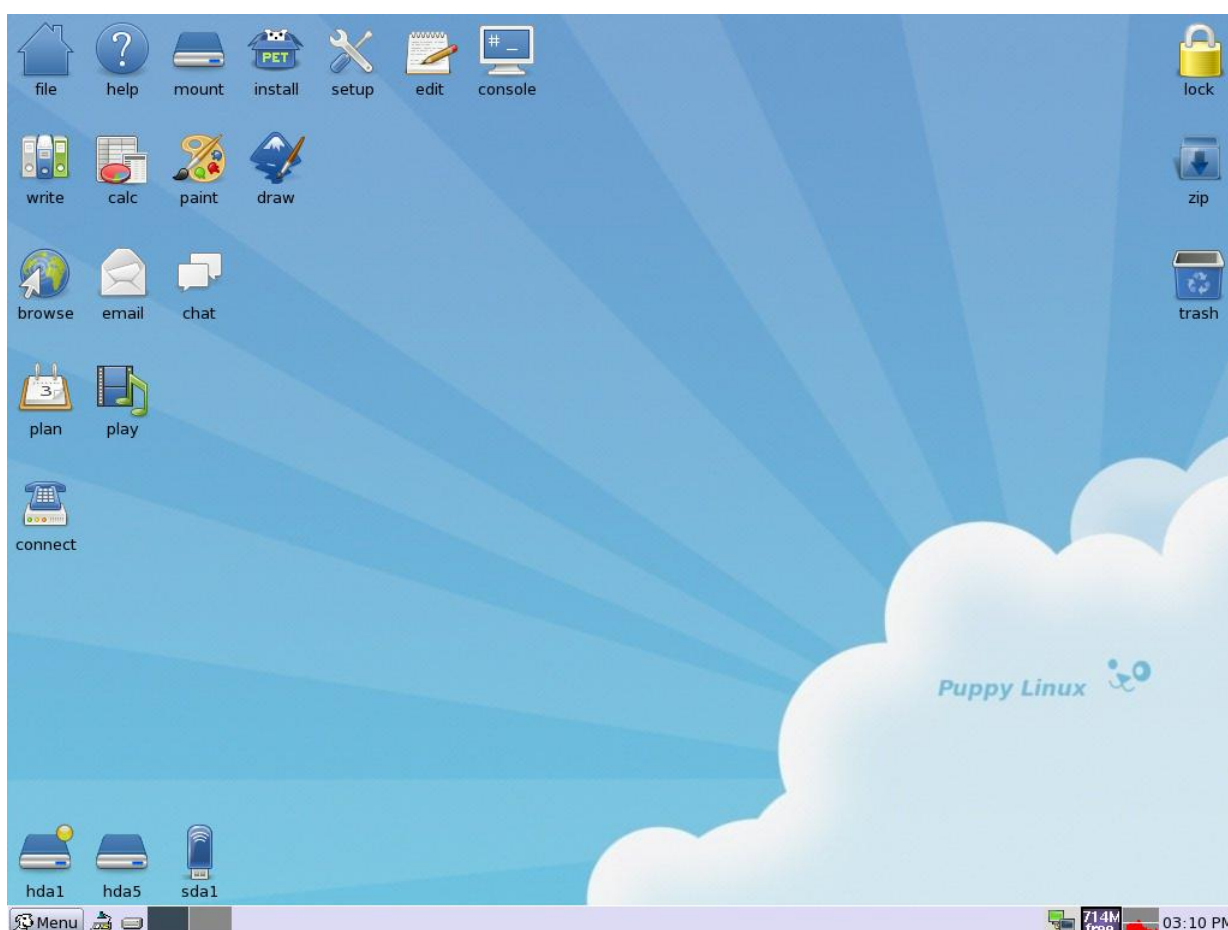 file help mount install setup edit console lock
PET
# _
write calc paint draw zip
browse email chat trash
3
plan play
connect
Puppy Linux
hda1 hda5 sda1
Menu 714M free 03:10 PM